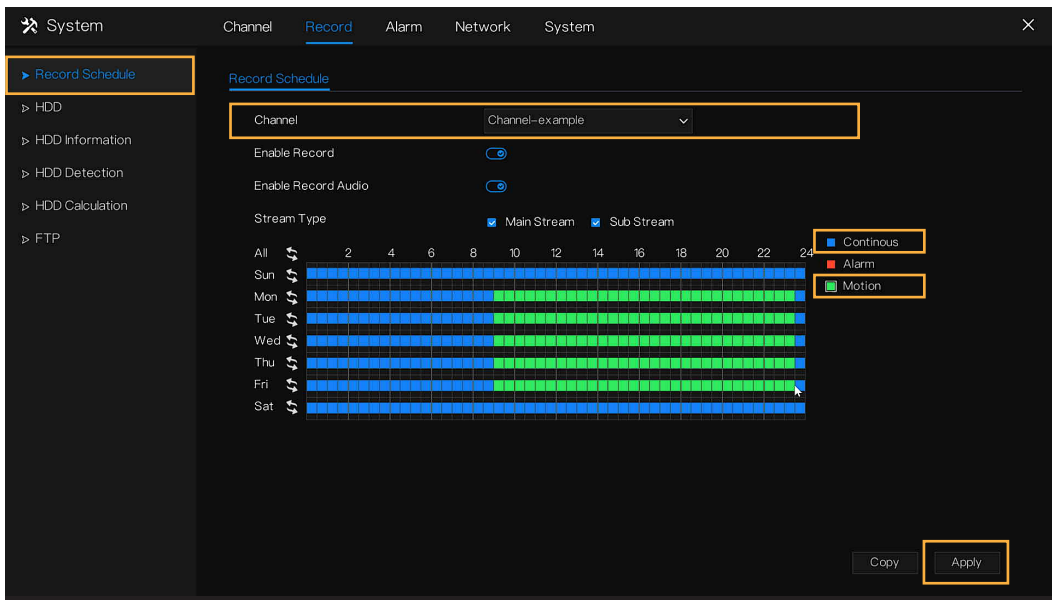 System Channel Record Alarm Network System
Record Schedule
HDD
HDD Information
HDD Detection
HDD Calculation
FTP
Record Schedule
Channel Channel-example
Enable Record
Enable Record Audio
Stream Type Main Stream Sub Stream
All 2 4 6 8 10 12 14 16 18 20 22 24
Sun
Mon
Tue
Wed
Thu
Fri
Sat
Continous
Alarm
Motion
Copy Apply